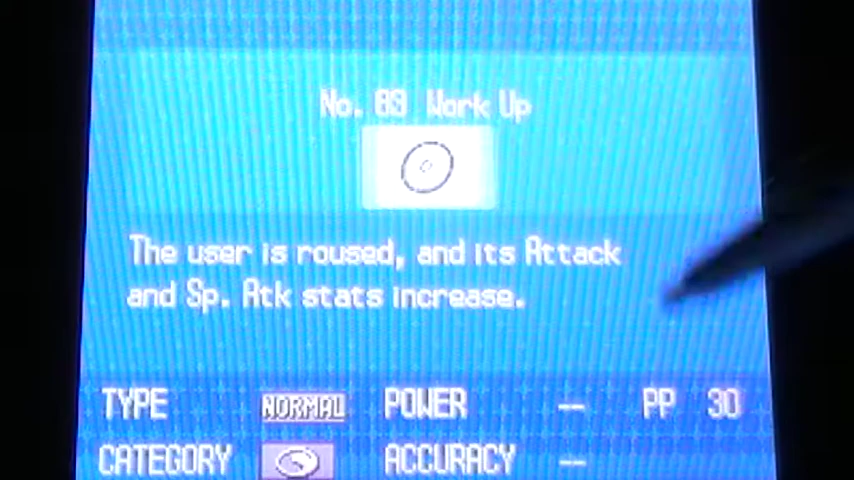 No. 83 Work Up
The user is roused, and its Attack
and Sp. Atk stats increase.
TYPE NORMAL POWER -- PP 30
CATEGORY ACCURACY --